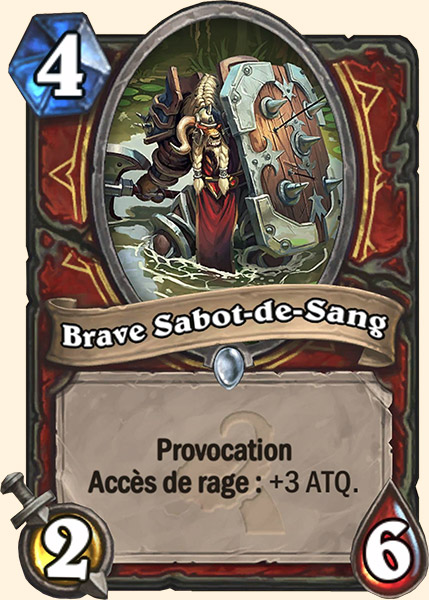 4
Brave Sabot-de-Sang
Provocation
Accès de rage : +3 ATQ.
2
6